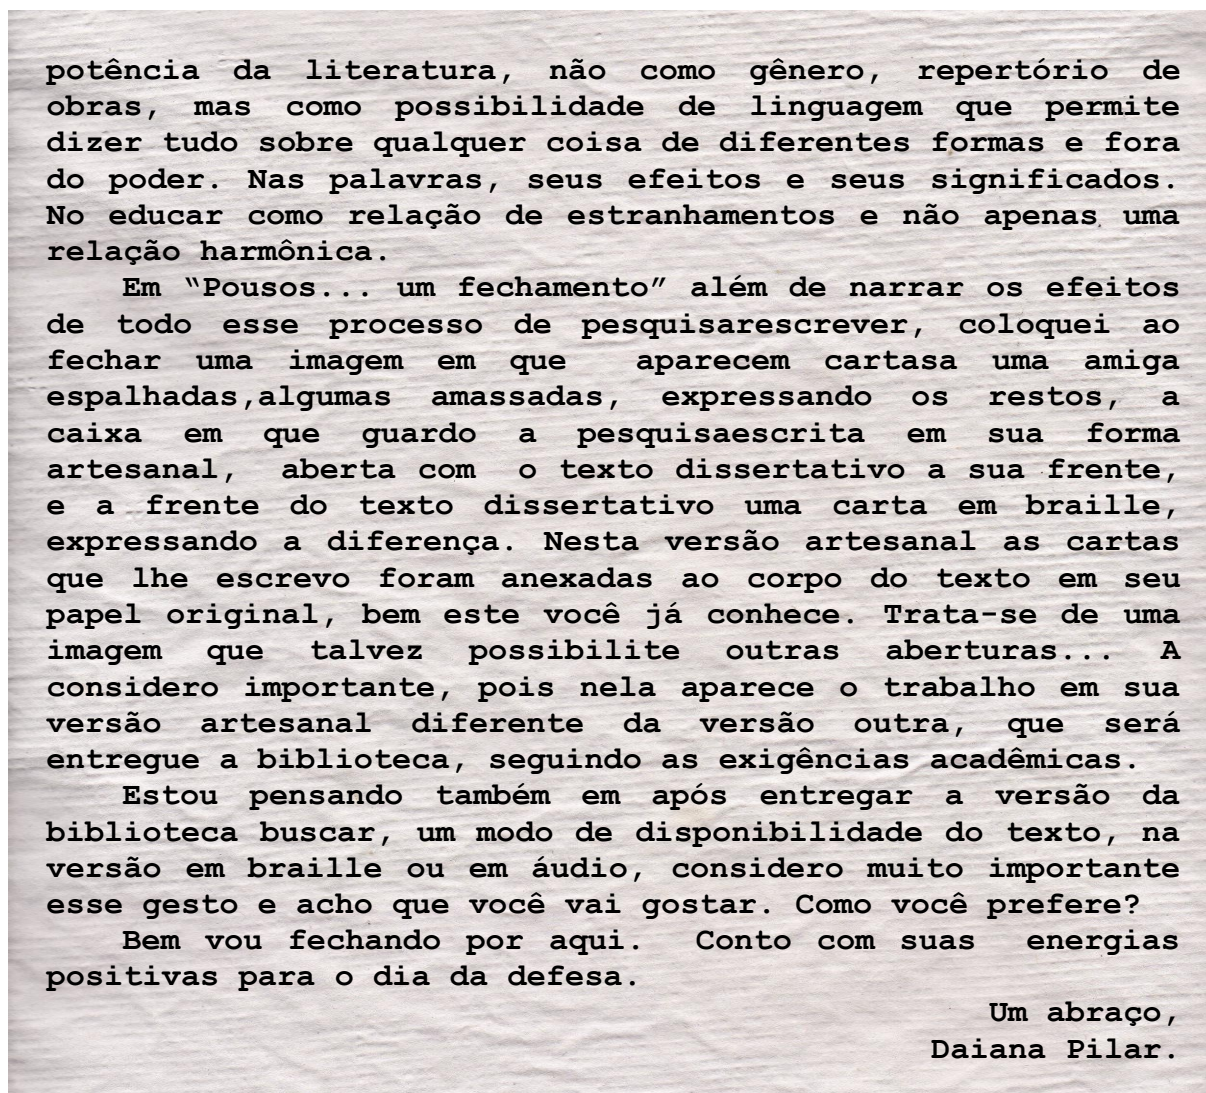 potência da literatura, não como gênero, repertório de
obras, mas como possibilidade de linguagem que permite
dizer tudo sobre qualquer coisa de diferentes formas e fora
do poder. Nas palavras, seus efeitos e seus significados.
No educar como relação de estranhamentos e não apenas uma
relação harmônica.
Em “Pousos... um fechamento” além de narrar os efeitos
de todo esse processo de pesquisarescrever, coloquei ao
fechar uma imagem em que aparecem cartasa uma amiga
espalhadas,algumas amassadas, expressando os restos, a
caixa em que guardo a pesquisaescrita em sua forma
artesanal, aberta com o texto dissertativo a sua frente,
e a frente do texto dissertativo uma carta em braille,
expressando a diferença. Nesta versão artesanal as cartas
que lhe escrevo foram anexadas ao corpo do texto em seu
papel original, bem este você já conhece. Trata-se de uma
imagem que talvez possibilite outras aberturas... A
considero importante, pois nela aparece o trabalho em sua
versão artesanal diferente da versão outra, que será
entregue a biblioteca, seguindo as exigências acadêmicas.
Estou pensando também em após entregar a versão da
biblioteca buscar, um modo de disponibilidade do texto, na
versão em braille ou em áudio, considero muito importante
esse gesto e acho que você vai gostar. Como você prefere?
Bem vou fechando por aqui. Conto com suas energias
positivas para o dia da defesa.
Um abraço,
Daiana Pilar.